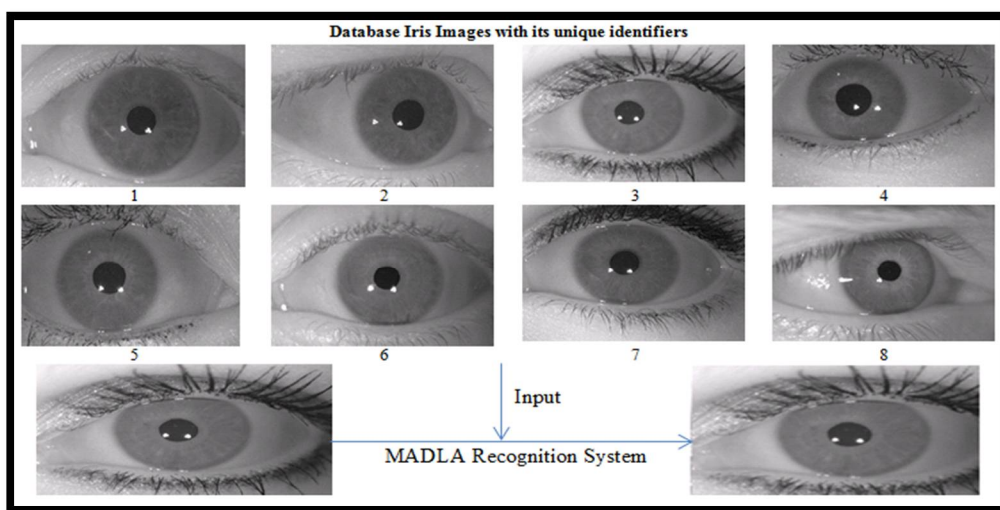 Database Iris Images with its unique identifiers
1 2 3 4
5 6 7 8
Input
MADLA Recognition System